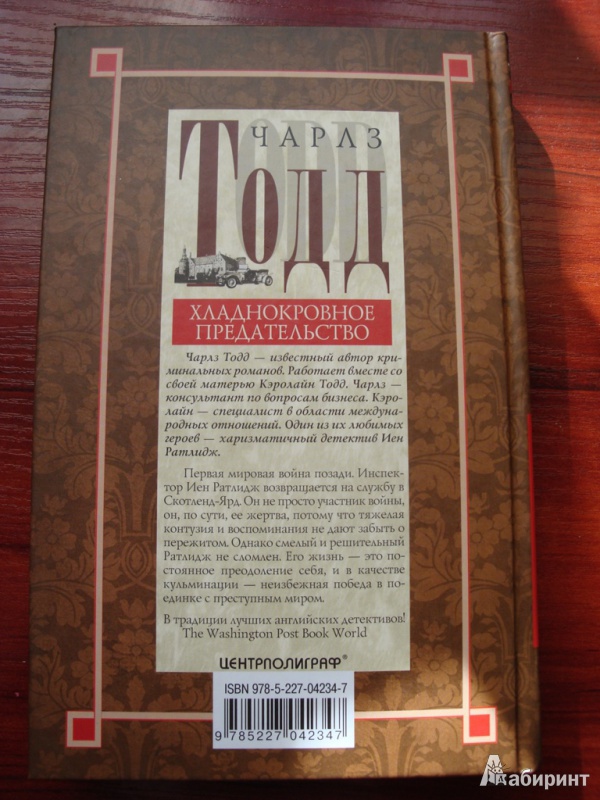 ЧАРЛЗ
ТОДД
ХЛАДНОКРОВНОЕ
ПРЕДАТЕЛЬСТВО
Чарлз Тодд — известный автор кри-
минальных романов. Работает вместе со
своей матерью Кэролайн Тодд. Чарлз —
консультант по вопросам бизнеса. Кэро-
лайн — специалист в области междуна-
родных отношений. Один из их любимых
героев — харизматичный детектив Иен
Ратлидж.
Первая мировая война позади. Инспек-
тор Иен Ратлидж возвращается на службу в
Скотленд-Ярд. Он не просто участник войны,
он, по сути, ее жертва, потому что тяжелая
контузия и воспоминания не дают забыть о
пережитом. Однако смелый и решительный
Ратлидж не сломлен. Его жизнь — это по-
стоянное преодоление себя, и в качестве
кульминации — неизбежная победа в по-
единке с преступным миром.
В традиции лучших английских детективов!
The Washington Post Book World
ЦЕНТРПОЛИГРАФ®
ISBN 978-5-227-04234-7
9 785227 042347
Лабиринт